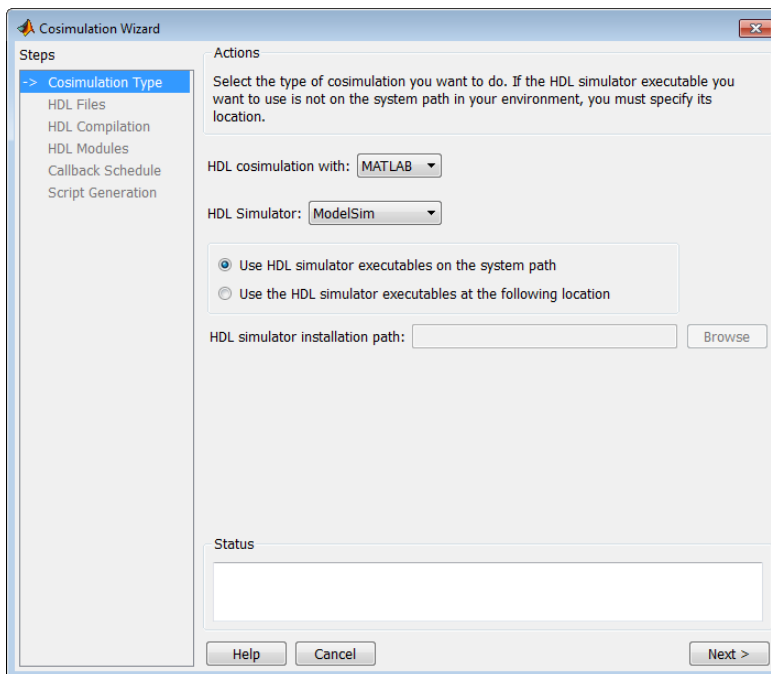 Cosimulation Wizard
Steps
-> Cosimulation Type
HDL Files
HDL Compilation
HDL Modules
Callback Schedule
Script Generation
Actions
Select the type of cosimulation you want to do. If the HDL simulator executable you
want to use is not on the system path in your environment, you must specify its
location.
HDL cosimulation with: MATLAB
HDL Simulator: ModelSim
Use HDL simulator executables on the system path
Use the HDL simulator executables at the following location
HDL simulator installation path: Browse
Status
Help Cancel Next >